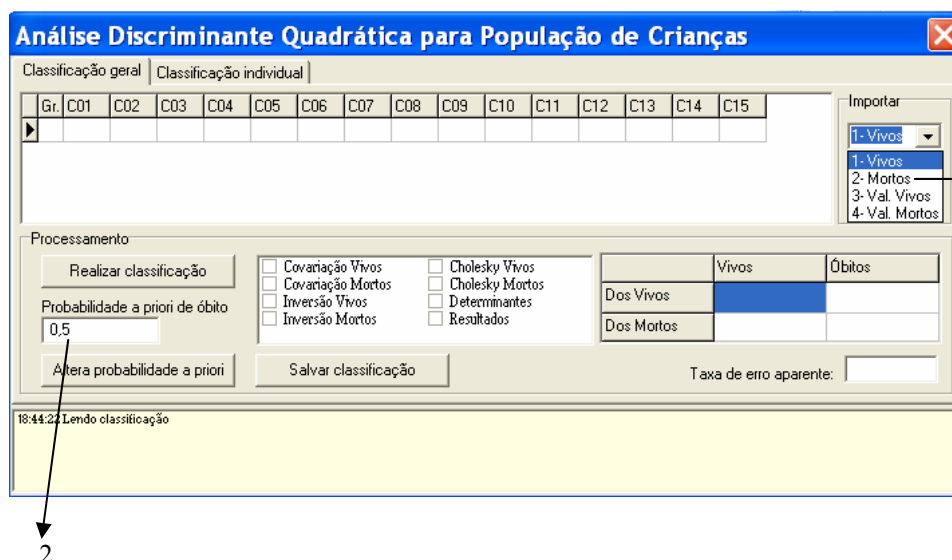 Análise Discriminante Quadrática para População de Crianças
Classificação geral Classificação individual
Gr. C01 C02 C03 C04 C05 C06 C07 C08 C09 C10 C11 C12 C13 C14 C15
Importar
1- Vivos
1- Vivos
2- Mortos
3- Val. Vivos
4- Val. Mortos
Processamento
Realizar classificação
Probabilidade a priori de óbito
0,5
Altera probabilidade a priori
Covariação Vivos
Covariação Mortos
Inversão Vivos
Inversão Mortos
Cholesky Vivos
Cholesky Mortos
Determinantes
Resultados
Salvar classificação
Vivos Óbitos
Dos Vivos
Dos Mortos
Taxa de erro aparente:
18:44:22 Lendo classificação
2